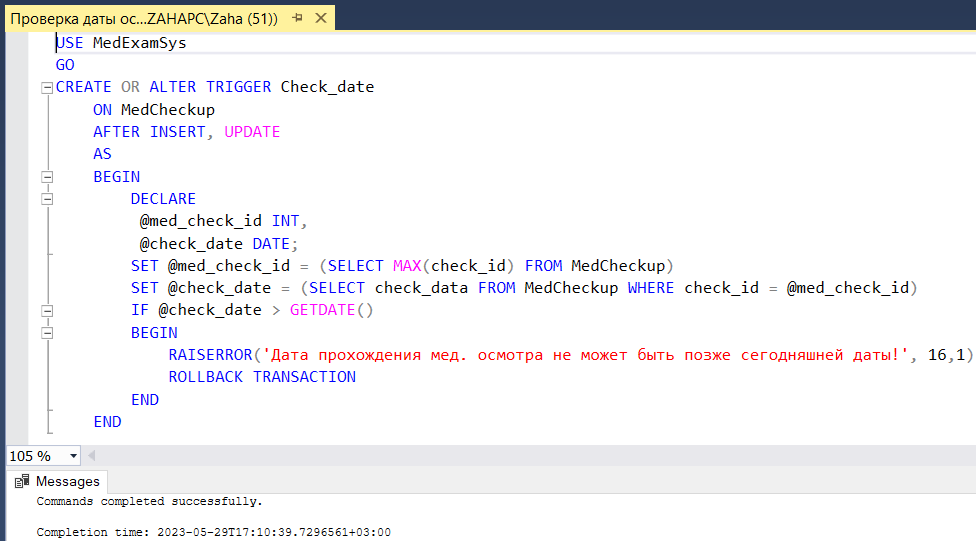 Проверка даты ос...ZAHAPC\Zaha (51))
USE MedExamSys
GO
CREATE OR ALTER TRIGGER Check_date
ON MedCheckup
AFTER INSERT, UPDATE
AS
BEGIN
DECLARE
@med_check_id INT,
@check_date DATE;
SET @med_check_id = (SELECT MAX(check_id) FROM MedCheckup)
SET @check_date = (SELECT check_data FROM MedCheckup WHERE check_id = @med_check_id)
IF @check_date > GETDATE()
BEGIN
RAISERROR('Дата прохождения мед. осмотра не может быть позже сегодняшней даты!', 16,1)
ROLLBACK TRANSACTION
END
END
105 %
Messages
Commands completed successfully.
Completion time: 2023-05-29T17:10:39.7296561+03:00